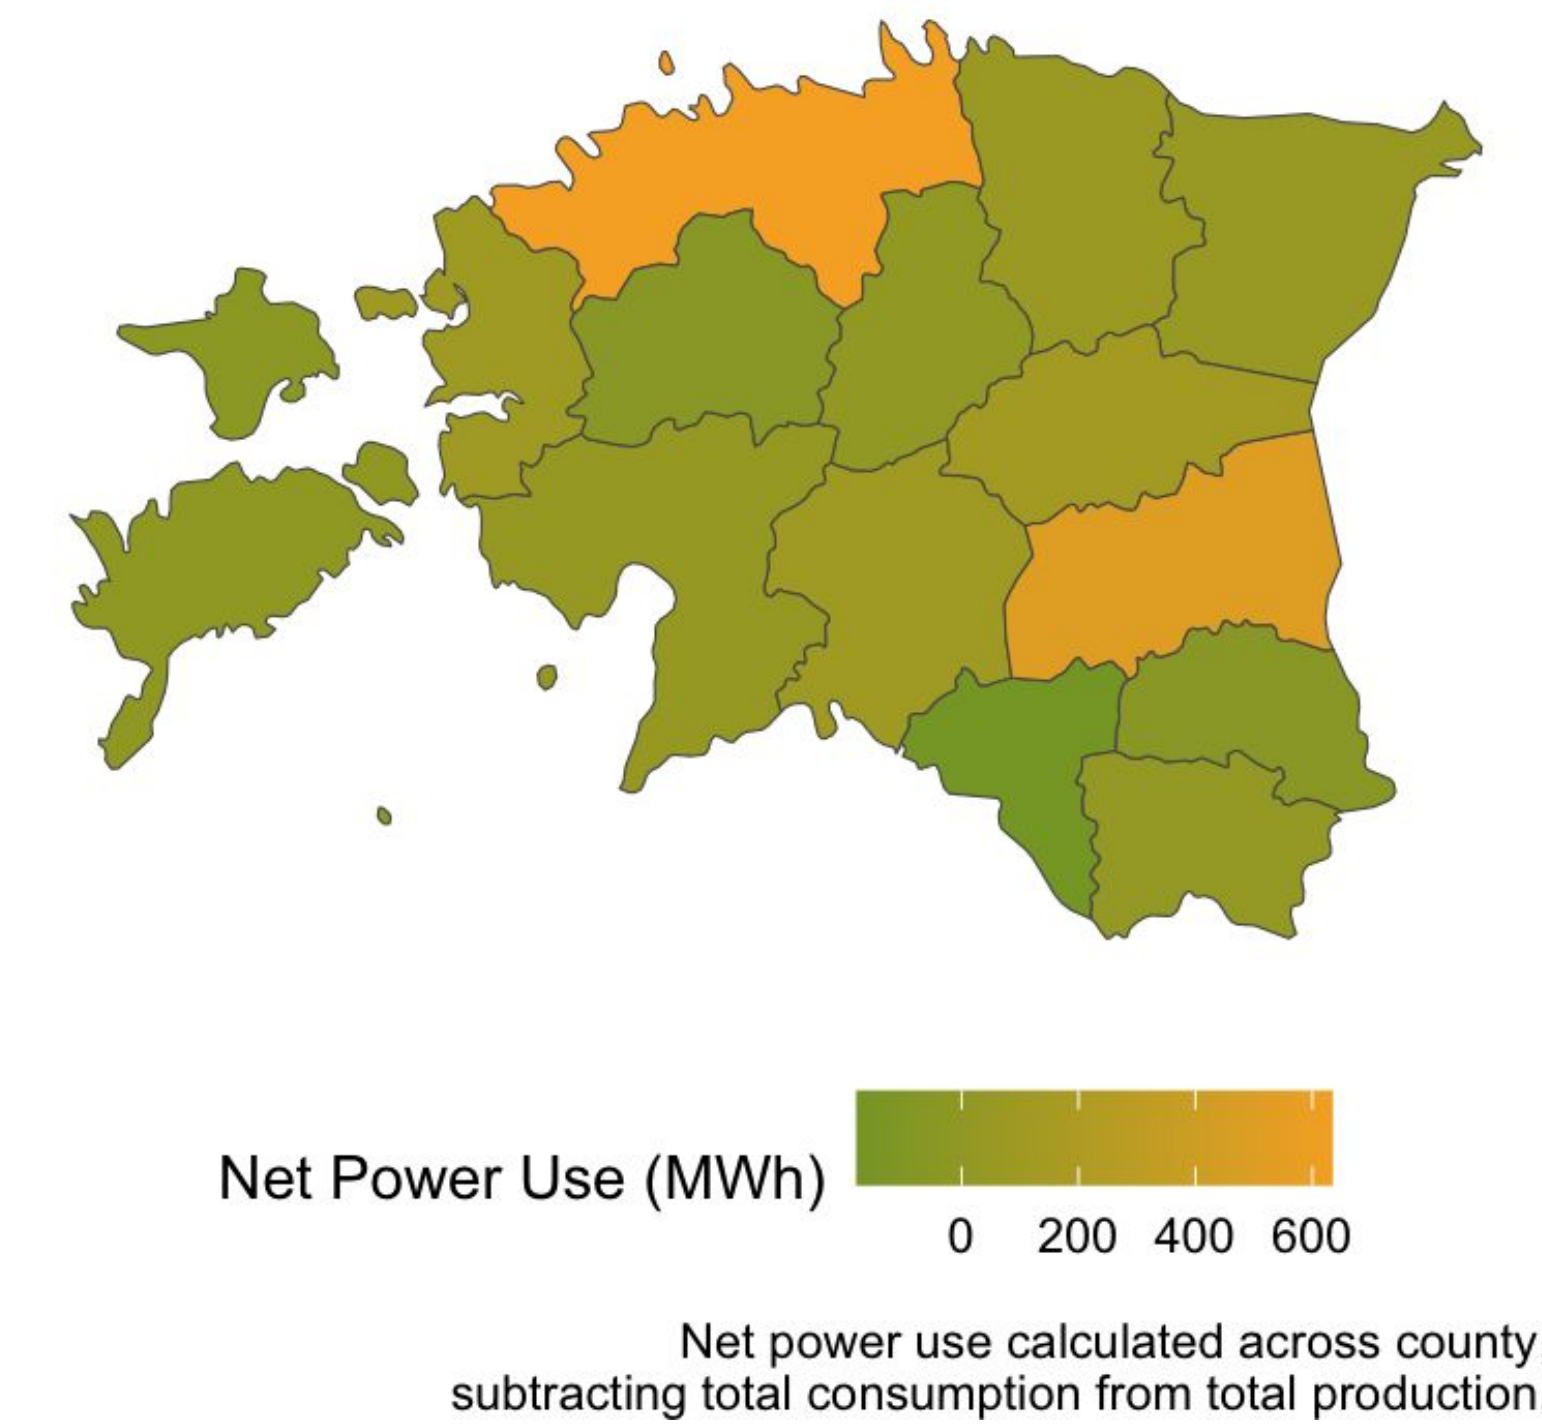 Net Power Use (MWh)
0 200 400 600
Net power use calculated across county,
subtracting total consumption from total production